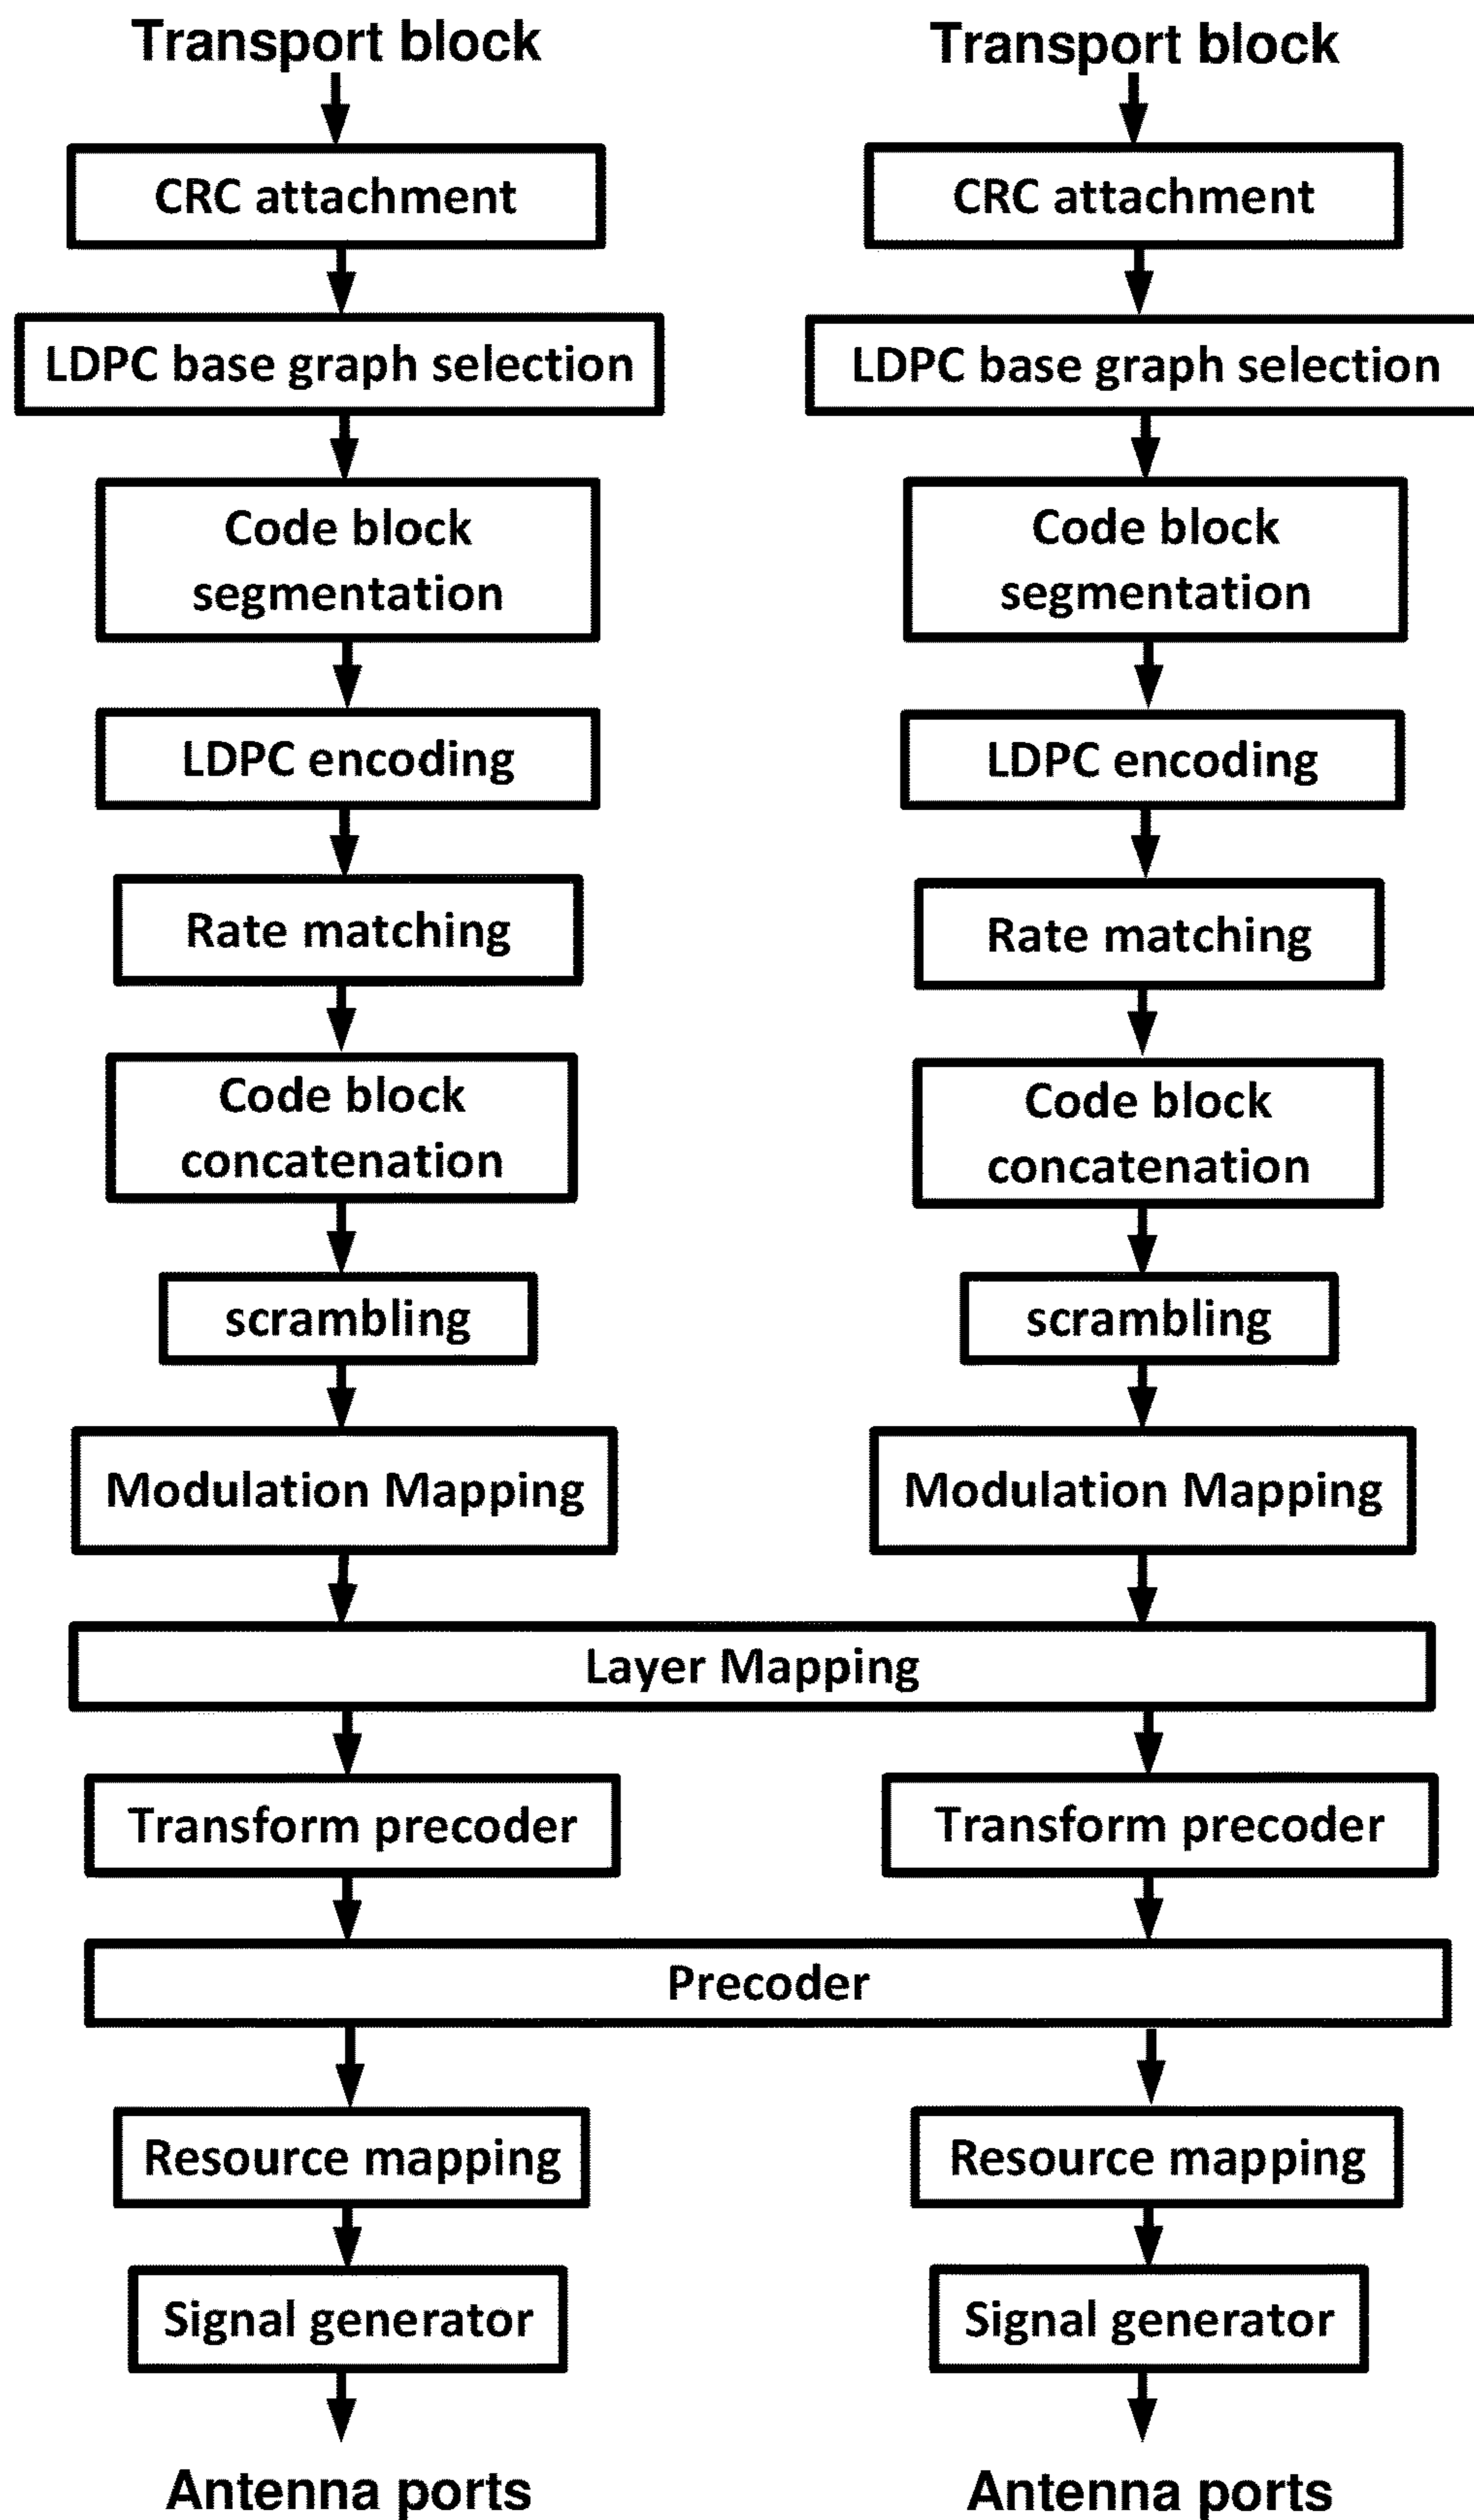 Transport block
Transport block
CRC attachment
CRC attachment
LDPC base graph selection
LDPC base graph selection
Code block
segmentation
Code block
segmentation
LDPC encoding
LDPC encoding
Rate matching
Rate matching
Code block
concatenation
Code block
concatenation
scrambling
scrambling
Modulation Mapping
Modulation Mapping
Layer Mapping
Transform precoder
Transform precoder
Precoder
Resource mapping
Resource mapping
Signal generator
Signal generator
Antenna ports
Antenna ports